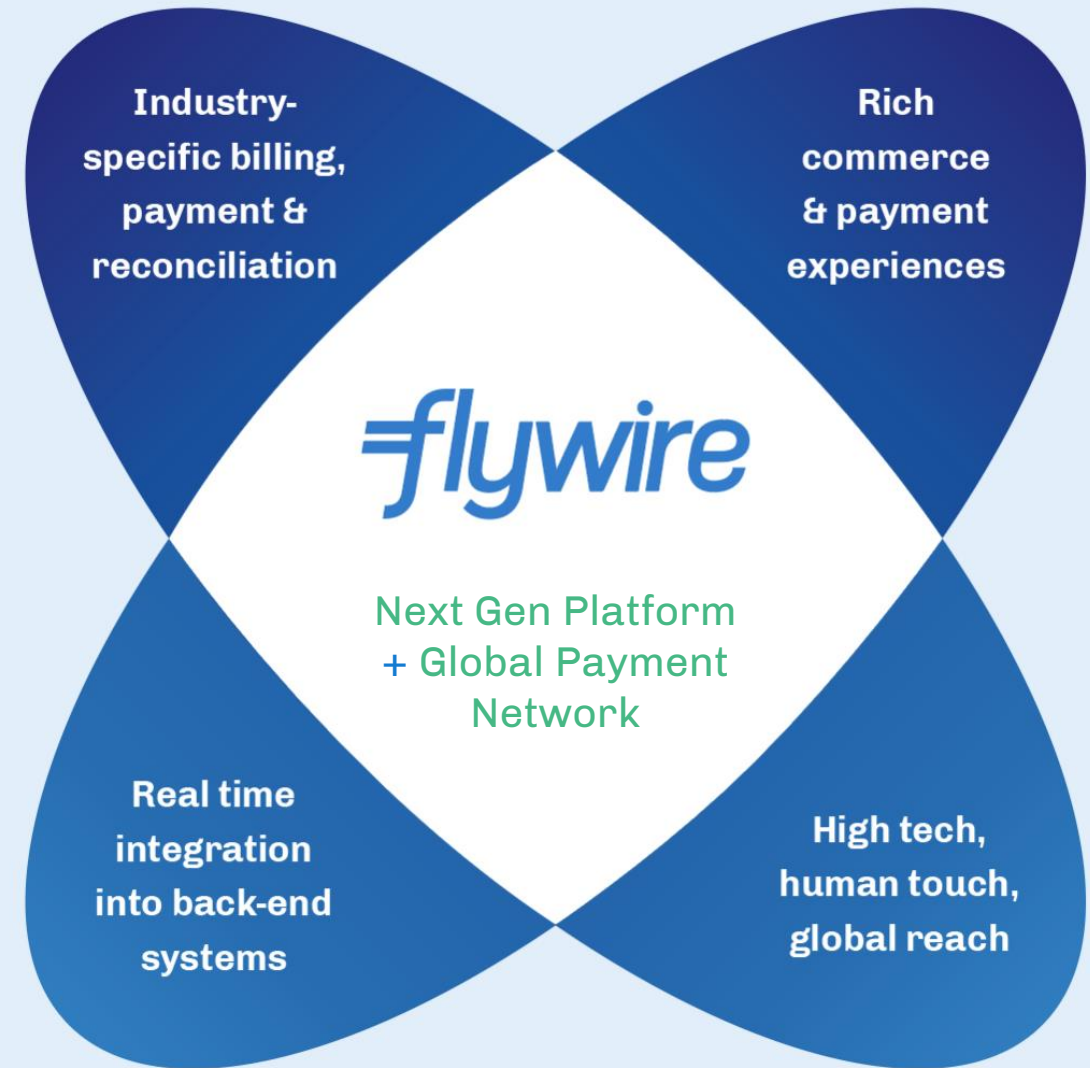 Industry-
specific billing,
payment &
reconciliation
Rich
commerce
& payment
experiences
flywire
Next Gen Platform
+ Global Payment
Network
Real time
integration
into back-end
systems
High tech,
human touch,
global reach